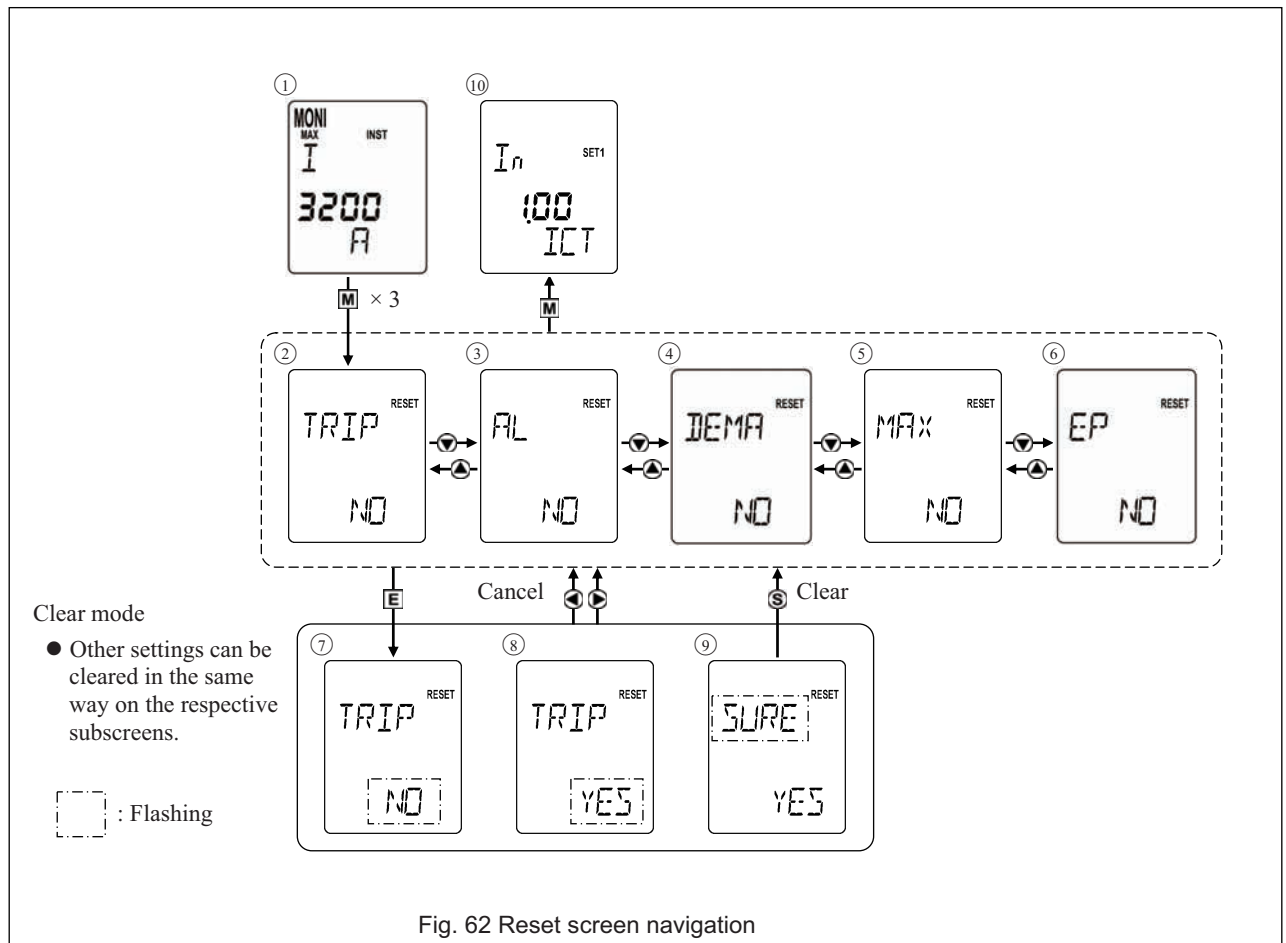 ① ⑩
MONI
MAX INST
I
3200
A
In SET1
1.00
ICT
M × 3
M
② ③ ④ ⑤ ⑥
RESET RESET RESET RESET RESET
TRIP AL DEMA MAX EP
NO NO NO NO NO
E Cancel S Clear
Clear mode
● Other settings can be
cleared in the same
way on the respective
subscreens.
: Flashing
⑦ ⑧ ⑨
RESET RESET RESET
TRIP TRIP SURE
NO YES YES
Fig. 62 Reset screen navigation